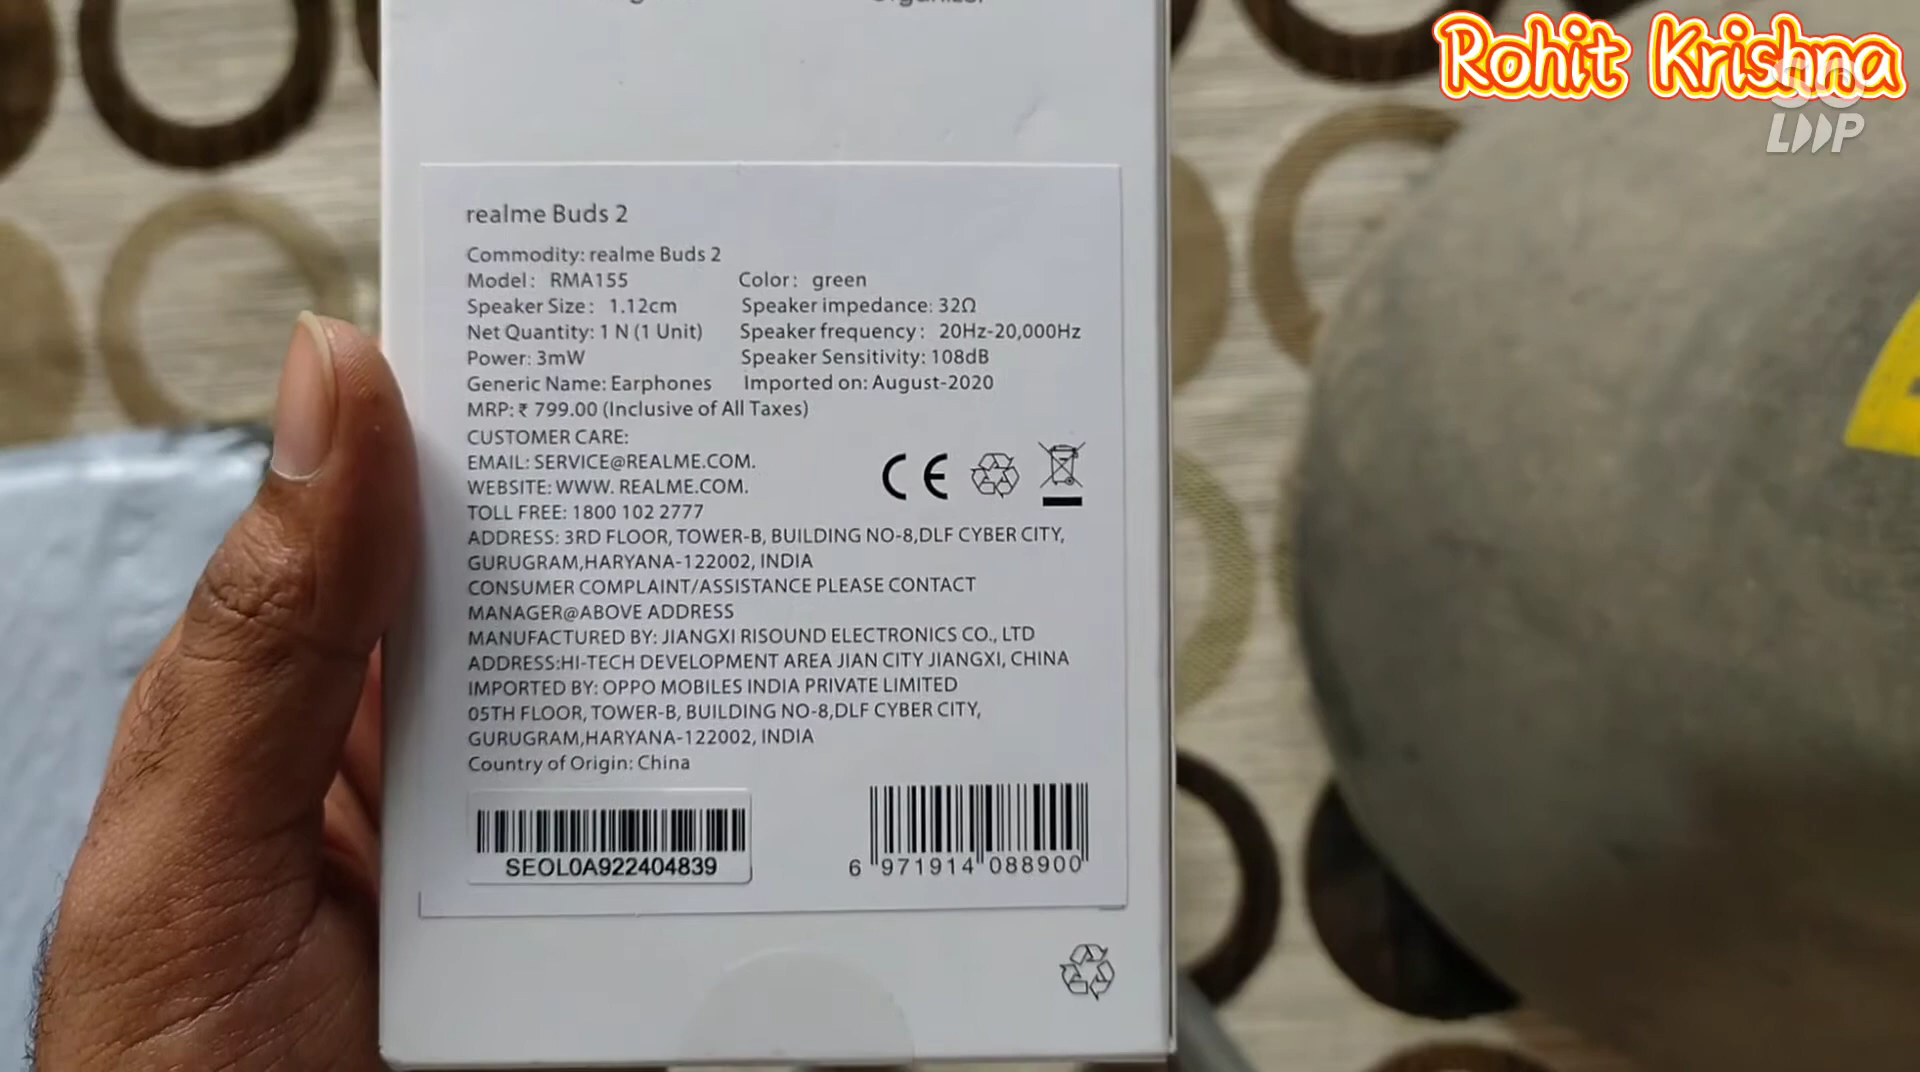 Rohit Krishna
LOOP
realme Buds 2
Commodity: realme Buds 2
Model: RMA155 Color: green
Speaker Size: 1.12cm Speaker impedance: 32Ω
Net Quantity: 1 N (1 Unit) Speaker frequency: 20Hz-20,000Hz
Power: 3mW Speaker Sensitivity: 108dB
Generic Name: Earphones Imported on: August-2020
MRP: ₹ 799.00 (Inclusive of All Taxes)
CUSTOMER CARE:
EMAIL: SERVICE@REALME.COM.
WEBSITE: WWW. REALME.COM.
TOLL FREE: 1800 102 2777
CE
ADDRESS: 3RD FLOOR, TOWER-B, BUILDING NO-8,DLF CYBER CITY,
GURUGRAM,HARYANA-122002, INDIA
CONSUMER COMPLAINT/ASSISTANCE PLEASE CONTACT
MANAGER@ABOVE ADDRESS
MANUFACTURED BY: JIANGXI RISOUND ELECTRONICS CO., LTD
ADDRESS:HI-TECH DEVELOPMENT AREA JIAN CITY JIANGXI, CHINA
IMPORTED BY: OPPO MOBILES INDIA PRIVATE LIMITED
05TH FLOOR, TOWER-B, BUILDING NO-8,DLF CYBER CITY,
GURUGRAM,HARYANA-122002, INDIA
Country of Origin: China
SEOL0A922404839
6 971914 088900